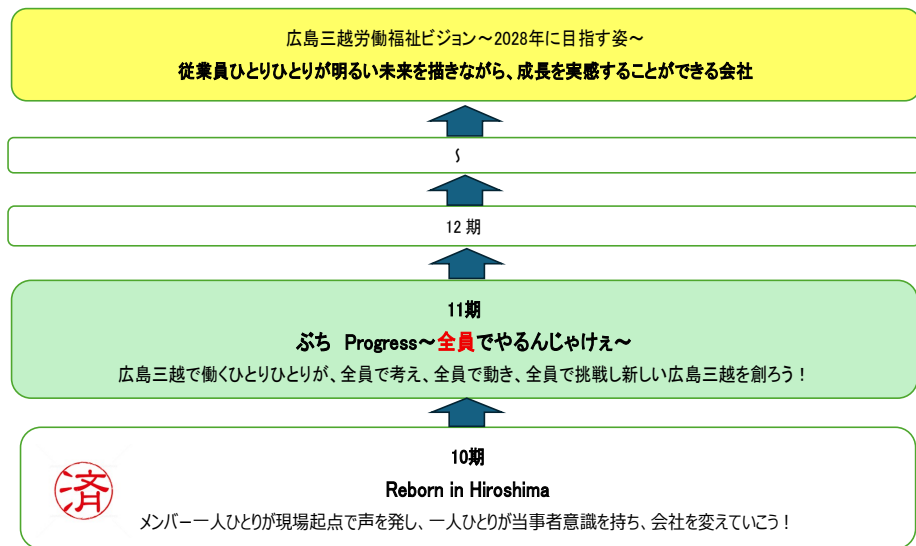 広島三越労働福祉ビジョン～2028年に目指す姿～
従業員ひとりひとりが明るい未来を描きながら、成長を実感することができる会社
～
12 期
11期
ぶち　Progress～全員でやるんじゃけぇ～
広島三越で働くひとりひとりが、全員で考え、全員で動き、全員で挑戦し新しい広島三越を創ろう！
10期
Reborn in Hiroshima
済
メンバー一人ひとりが現場起点で声を発し、一人ひとりが当事者意識を持ち、会社を変えていこう！